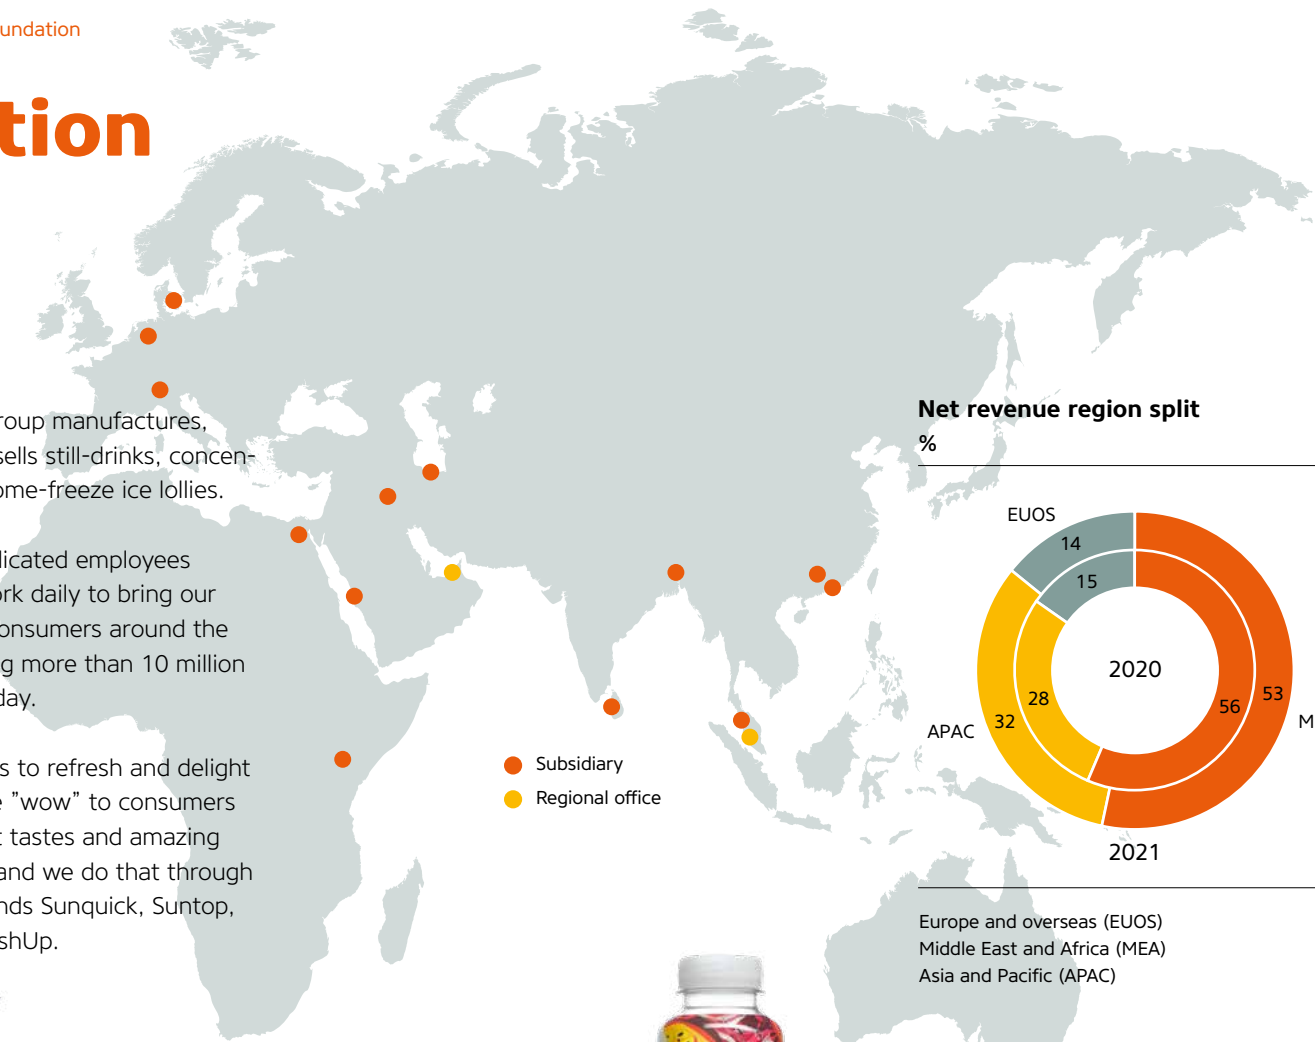 undation
tion
roup manufactures,
sells still-drinks, concen-
ome-freeze ice lollies.
licated employees
ork daily to bring our
onsumers around the
g more than 10 million
day.
s to refresh and delight
e ”wow” to consumers
t tastes and amazing
and we do that through
nds Sunquick, Suntop,
shUp.
Subsidiary
Regional office
Net revenue region split
%
EUOS
14
15
2020
28
56
53
M
APAC
32
2021
Europe and overseas (EUOS)
Middle East and Africa (MEA)
Asia and Pacific (APAC)